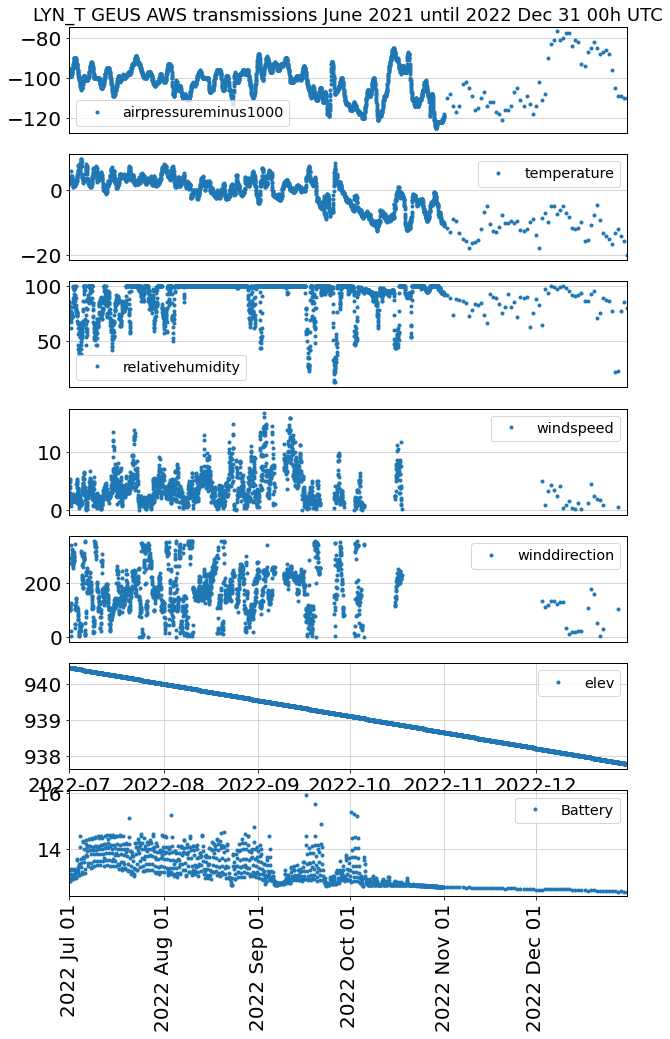 LYN_T GEUS AWS transmissions June 2021 until 2022 Dec 31 00h UTC
−80
−100
−120
airpressureminus1000
0
−20
temperature
100
50
relativehumidity
10
0
windspeed
200
0
winddirection
940
939
938
elev
2022-07 2022-08 2022-09 2022-10 2022-11 2022-12
16
14
Battery
2022 Jul 01
2022 Aug 01
2022 Sep 01
2022 Oct 01
2022 Nov 01
2022 Dec 01